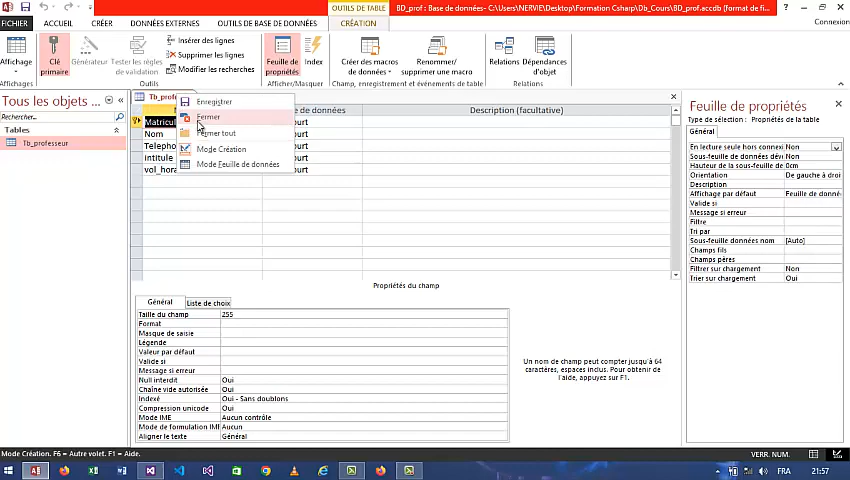 OUTILS DE TABLE
BD_prof : Base de données- C:\Users\NERVIE\Desktop\Formation Csharp\Db_Cours\BD_prof.accdb (format de fi...
FICHIER
ACCUEIL
CRÉER
DONNÉES EXTERNES
OUTILS DE BASE DE DONNÉES
CRÉATION
Connexion
Affichage
Clé
primaire
Générateur
Tester les règles
de validation
Insérer des lignes
Supprimer les lignes
Modifier les recherches
Feuille de
propriétés
Index
Créer des macros
de données
Renommer/
supprimer une macro
Relations
Dépendances
d'objet
Affichages
Outils
Afficher/Masquer
Champ, enregistrement et événements de table
Relations
Tous les objets ...
Rechercher...
Tables
Tb_professeur
Enregistrer
Fermer
Fermer tout
Mode Création
Mode Feuille de données
de données
Description (facultative)
Matricul
Nom
Telepho
intitule
vol_hora
ourt
ourt
ourt
ourt
ourt
Propriétés du champ
Général
Liste de choix
Taille du champ 255
Format
Masque de saisie
Légende
Valeur par défaut
Valide si
Message si erreur
Null interdit Oui
Chaîne vide autorisée Oui
Indexé Oui - Sans doublons
Compression unicode Oui
Mode IME Aucun contrôle
Mode de formulation IMI Aucun
Aligner le texte Général
Un nom de champ peut compter jusqu'à 64
caractères, espaces inclus. Pour obtenir de
l'aide, appuyez sur F1.
Feuille de propriétés
Type de sélection : Propriétés de la table
Général
En lecture seule hors connexi Non
Sous-feuille de données dév Non
Hauteur de la sous-feuille de 0cm
Orientation De gauche à droi
Description
Affichage par défaut Feuille de donné
Valide si
Message si erreur
Filtre
Tri par
Sous-feuille données nom [Auto]
Champs fils
Champs pères
Filtrer sur chargement Non
Trier sur chargement Oui
Mode Création. F6 = Autre volet. F1 = Aide.
VERR. NUM.
FRA
21:57